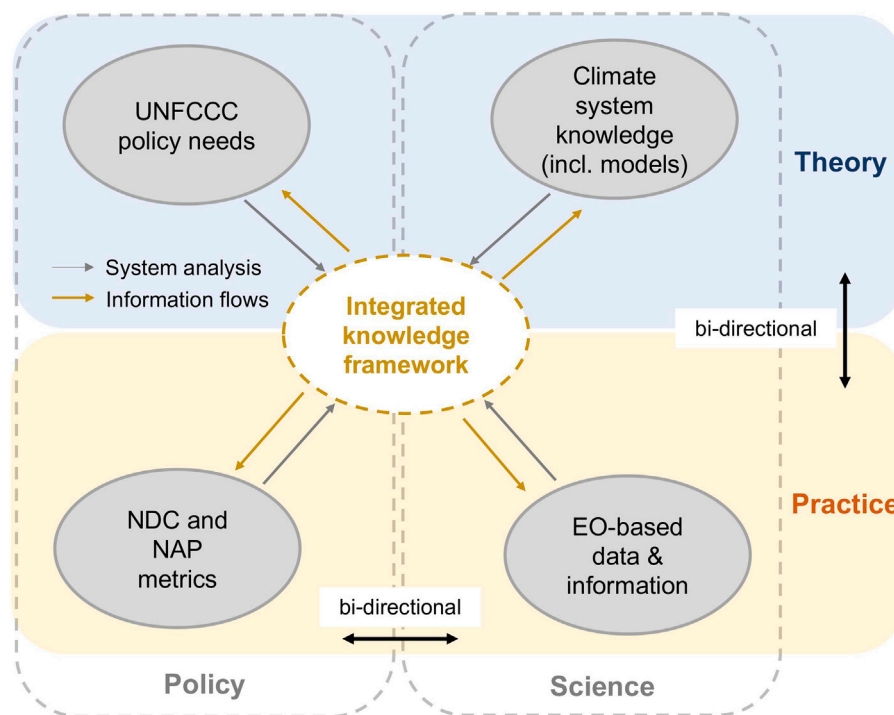 UNFCCC
policy needs
Climate
system
knowledge
(incl. models)
Theory
System analysis
Information flows
Integrated
knowledge
framework
bi-directional
NDC and
NAP
metrics
EO-based
data &
information
Practice
bi-directional
Policy
Science